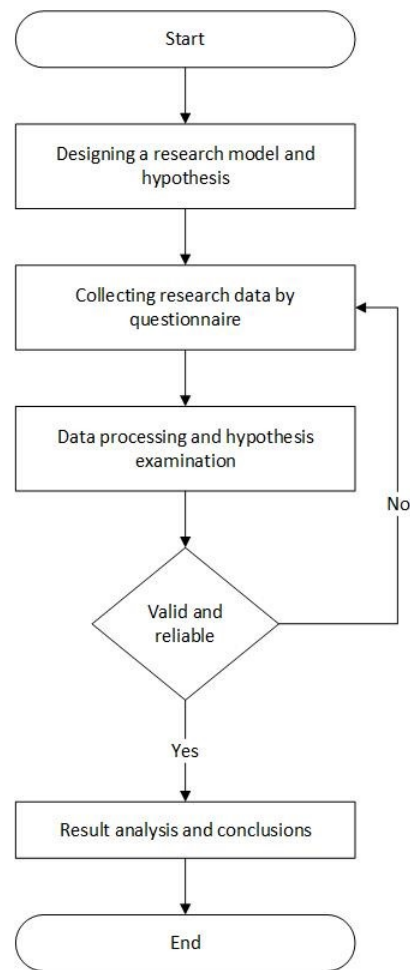 Start
Designing a research model and
hypothesis
Collecting research data by
questionnaire
Data processing and hypothesis
examination
No
Valid and
reliable
Yes
Result analysis and conclusions
End